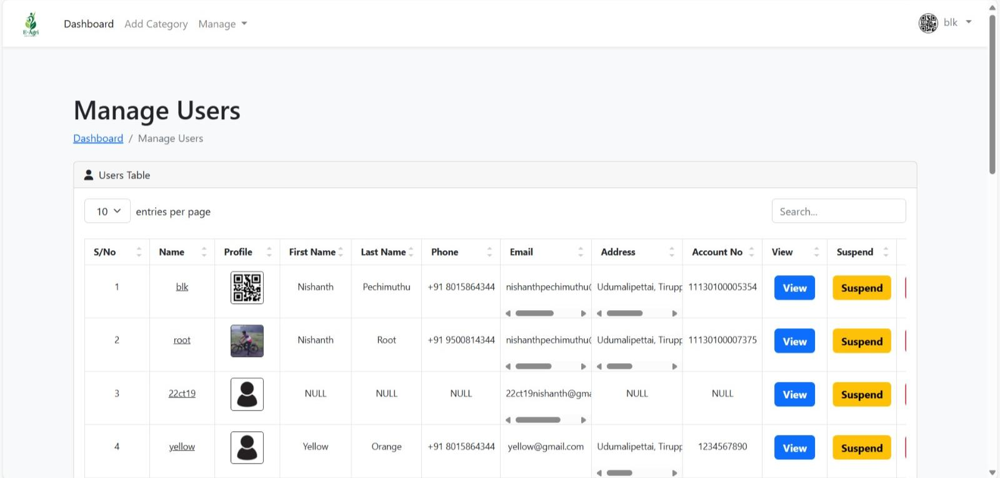 E-Agri
Dashboard Add Category Manage
blk
Manage Users
Dashboard / Manage Users
Users Table
10 entries per page
Search...
S/No Name Profile First Name Last Name Phone Email Address Account No View Suspend
1 blk Nishanth Pechimuthu +91 8015864344 nishanthpechimuthu Udumalipettai, Tirupp 11130100005354 View Suspend
2 root Nishanth Root +91 9500814344 nishanthpechimuthu Udumalipettai, Tirupp 11130100007375 View Suspend
3 22ct19 NULL NULL NULL 22ct19nishanth@gma NULL NULL View Suspend
4 yellow Yellow Orange +91 8015864344 yellow@gmail.com Udumalipettai, Tirupp 1234567890 View Suspend